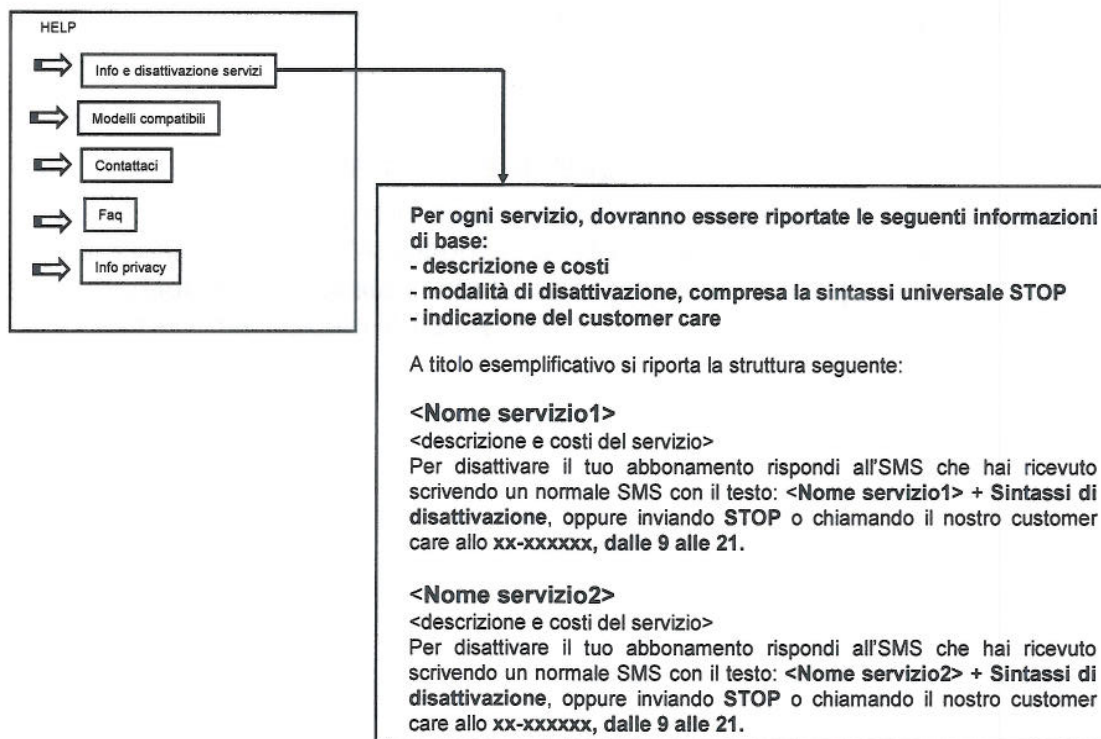 HELP
Info e disattivazione servizi
Modelli compatibili
Contattaci
Faq
Info privacy
Per ogni servizio, dovranno essere riportate le seguenti informazioni
di base:
- descrizione e costi
- modalità di disattivazione, compresa la sintassi universale STOP
- indicazione del customer care
A titolo esemplificativo si riporta la struttura seguente:
<Nome servizio1>
<descrizione e costi del servizio>
Per disattivare il tuo abbonamento rispondi all'SMS che hai ricevuto
scrivendo un normale SMS con il testo: <Nome servizio1> + Sintassi di
disattivazione, oppure inviando STOP o chiamando il nostro customer
care allo xx-xxxxxx, dalle 9 alle 21.
<Nome servizio2>
<descrizione e costi del servizio>
Per disattivare il tuo abbonamento rispondi all'SMS che hai ricevuto
scrivendo un normale SMS con il testo: <Nome servizio2> + Sintassi di
disattivazione, oppure inviando STOP o chiamando il nostro customer
care allo xx-xxxxxx, dalle 9 alle 21.